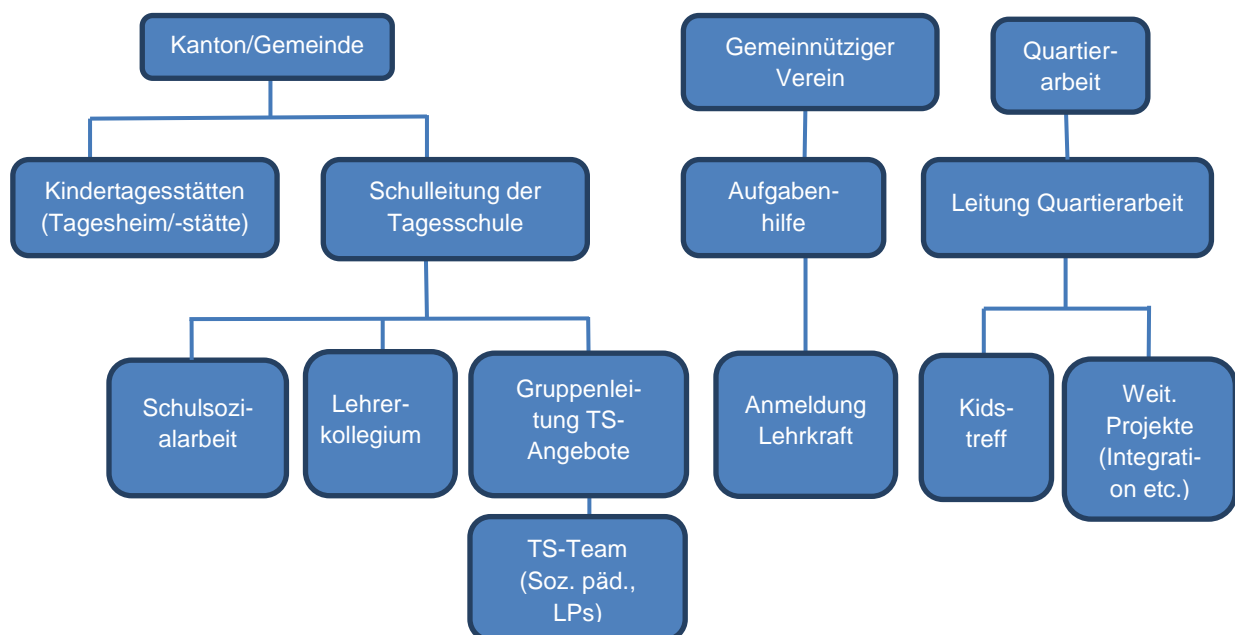 Kanton/Gemeinde
Gemeinnütziger
Verein
Quartier-
arbeit
Kindertagesstätten
(Tagesheim/-stätte)
Schulleitung der
Tagesschule
Aufgaben-
hilfe
Leitung Quartierarbeit
Schulsozi-
alarbeit
Lehrer-
kollegium
Gruppenlei-
tung TS-
Angebote
Anmeldung
Lehrkraft
Kids-
treff
Weit.
Projekte
(Integrati-
on etc.)
TS-Team
(Soz. päd.,
LPs)